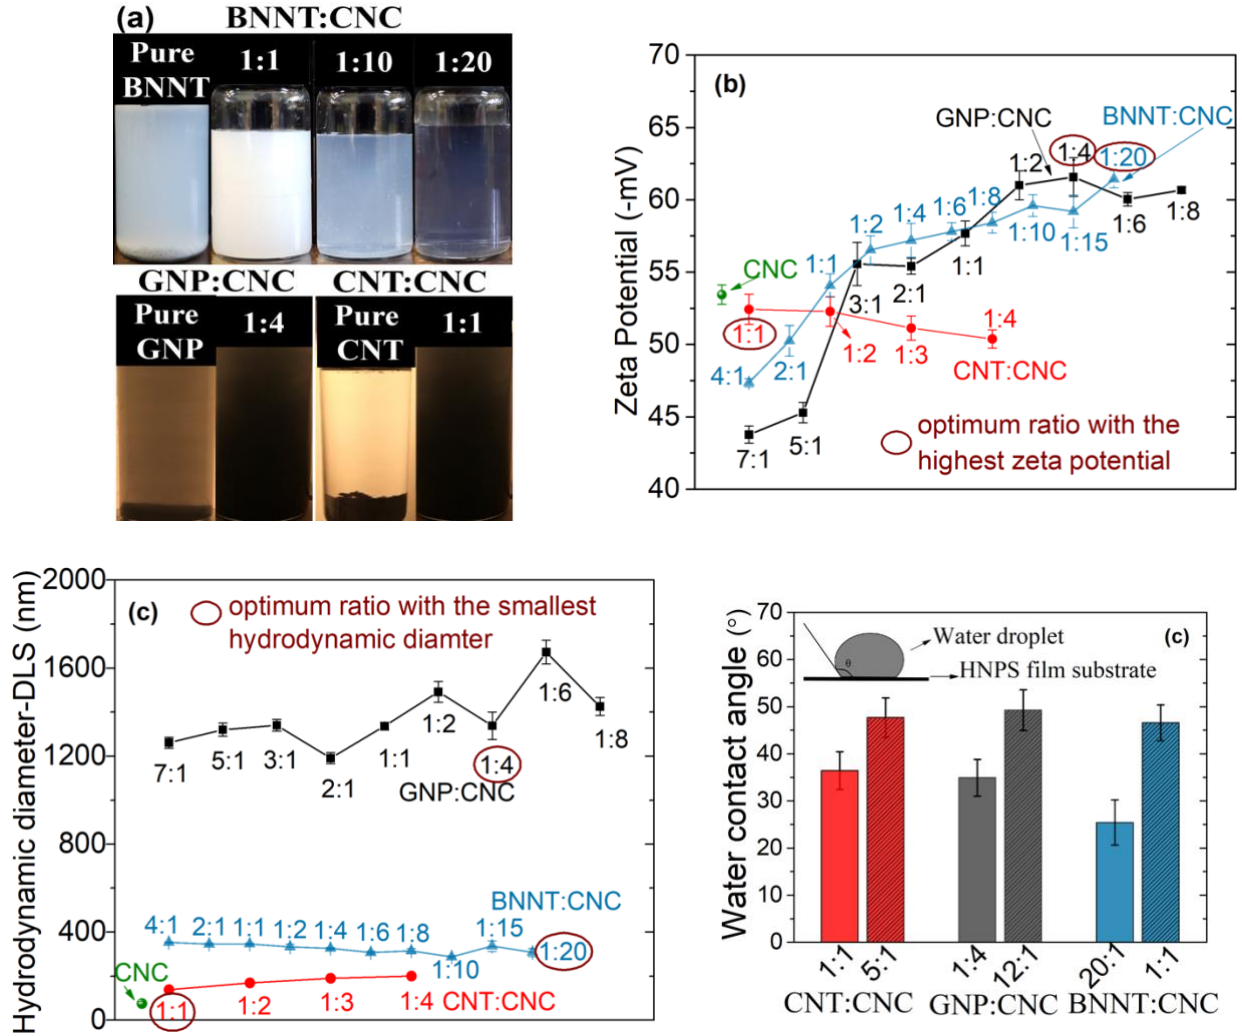 (a)
BNNT:CNC
Pure
BNNT
1:1
1:10
1:20
GNP:CNC
CNT:CNC
Pure
GNP
1:4
Pure
CNT
1:1
70
65
60
55
50
45
40
Zeta Potential (-mV)
(b)
GNP:CNC
BNNT:CNC
1:2
1:4
1:20
1:2
1:4
1:6
1:8
1:10
1:15
1:6
1:8
CNC
1:1
3:1
2:1
1:1
1:1
1:2
1:3
1:4
CNT:CNC
4:1
2:1
7:1
5:1
optimum ratio with the
highest zeta potential
2000
1600
1200
800
400
0
Hydrodynamic diameter-DLS (nm)
(c)
optimum ratio with the smallest
hydrodynamic diamter
7:1
5:1
3:1
2:1
1:1
1:2
1:4
1:6
1:8
GNP:CNC
BNNT:CNC
4:1
2:1
1:1
1:2
1:4
1:6
1:8
1:10
1:15
1:20
CNC
1:1
1:2
1:3
1:4
CNT:CNC
70
60
50
40
30
20
10
0
Water contact angle (°)
(c)
θ
Water droplet
HNPS film substrate
1:1
5:1
1:4
12:1
20:1
1:1
CNT:CNC
GNP:CNC
BNNT:CNC